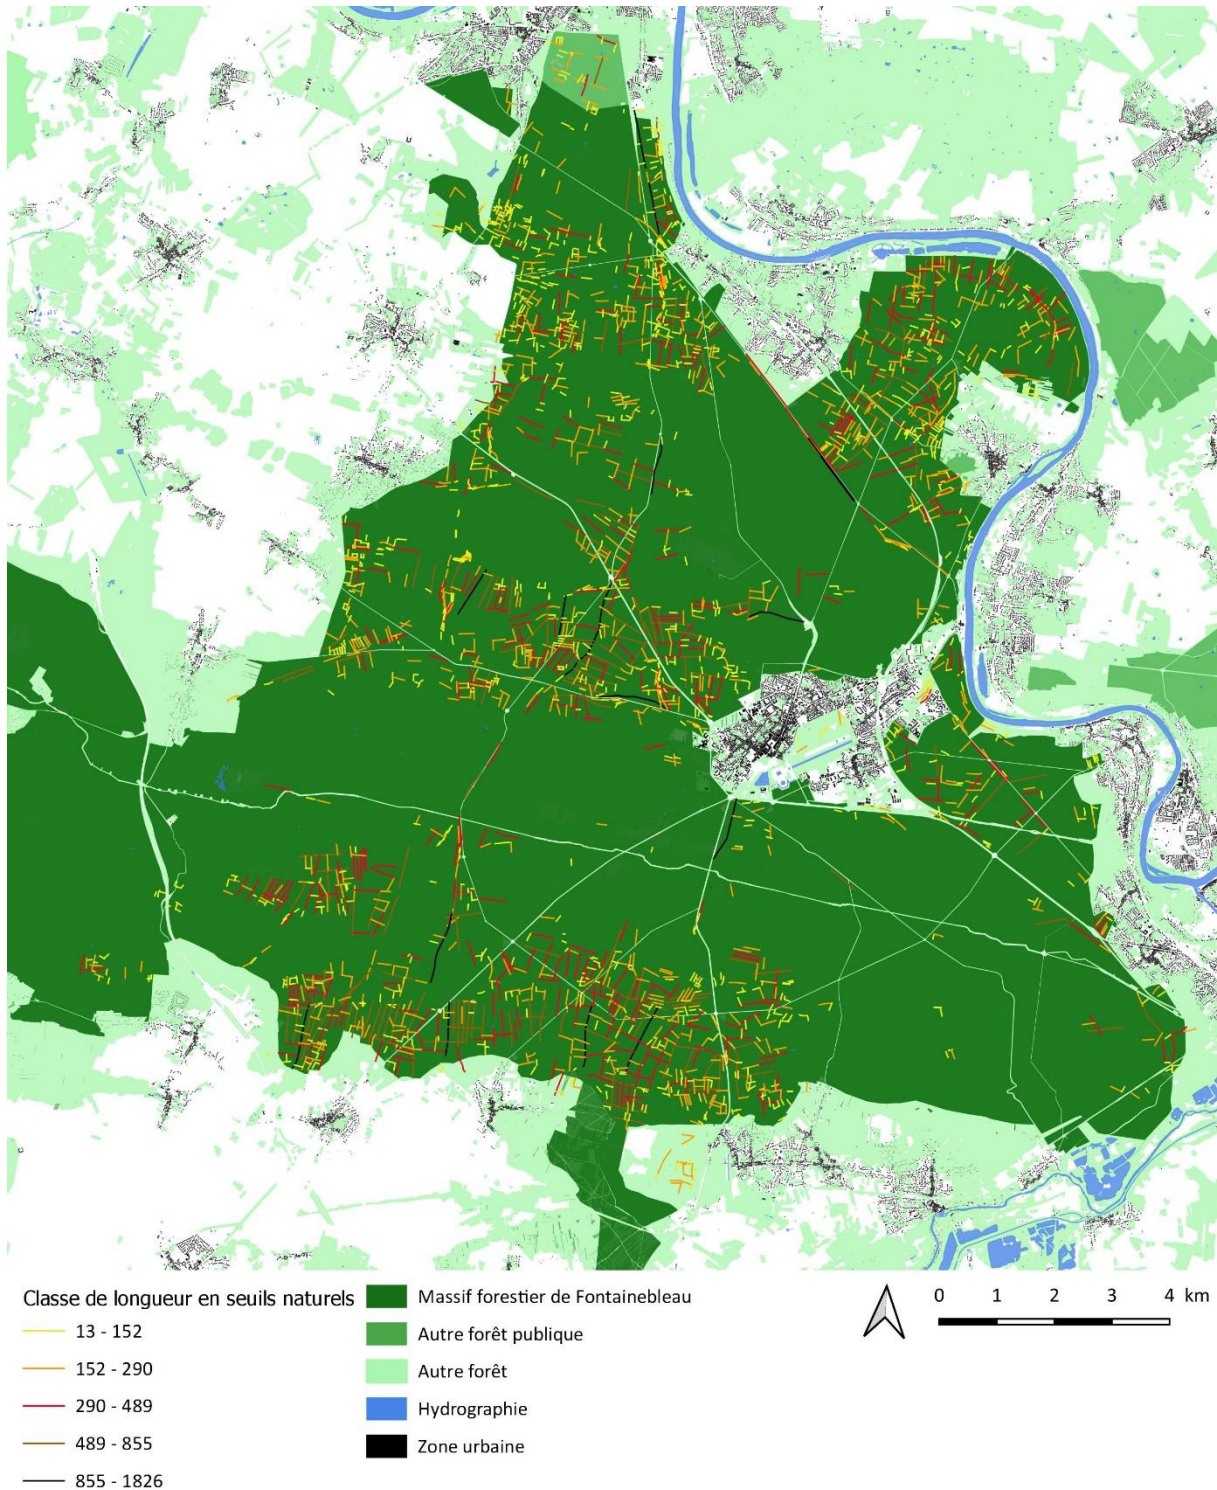 Classe de longueur en seuils naturels
13 - 152
152 - 290
290 - 489
489 - 855
855 - 1826
Massif forestier de Fontainebleau
Autre forêt publique
Autre forêt
Hydrographie
Zone urbaine
0 1 2 3 4 km